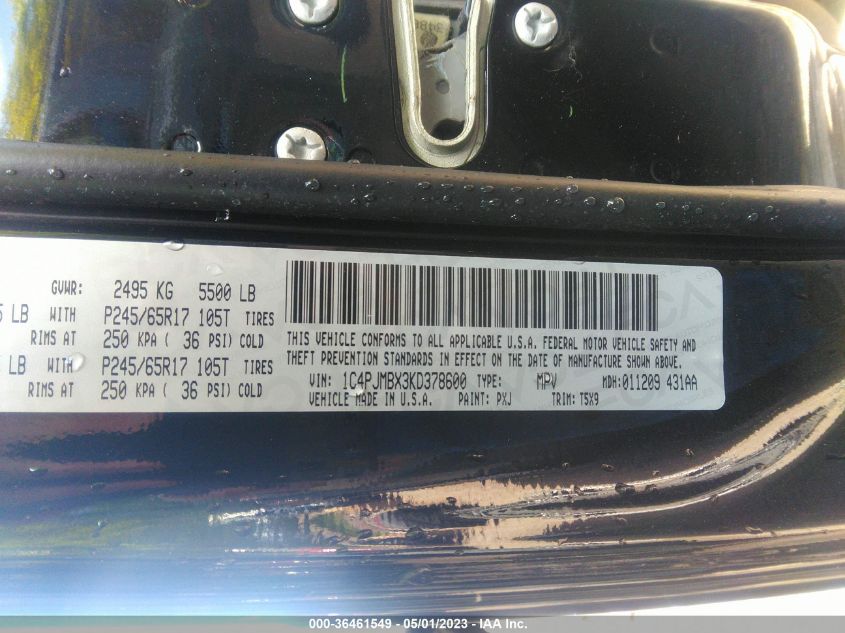 GVWR: 2495 KG 5500 LB
LB WITH P245/65R17 105T TIRES
RIMS AT 250 KPA ( 36 PSI) COLD
LB WITH P245/65R17 105T TIRES
RIMS AT 250 KPA ( 36 PSI) COLD
THIS VEHICLE CONFORMS TO ALL APPLICABLE U.S.A. FEDERAL MOTOR VEHICLE SAFETY AND
THEFT PREVENTION STANDARDS IN EFFECT ON THE DATE OF MANUFACTURE SHOWN ABOVE.
VIN: 1C4PJMBX3KD378600 TYPE: MPV MDH:011209 431AA
VEHICLE MADE IN U.S.A. PAINT: PXJ TRIM: T5X9
000-36461549 - 05/01/2023 - IAA Inc.